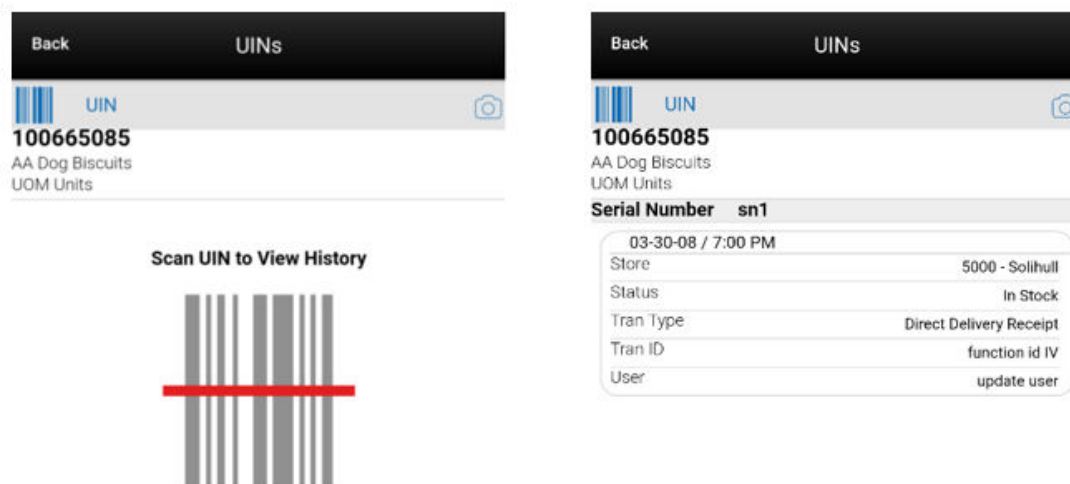 Back UINs
UIN
100665085
AA Dog Biscuits
UOM Units
Scan UIN to View History
Back UINs
UIN
100665085
AA Dog Biscuits
UOM Units
Serial Number sn1
03-30-08 / 7:00 PM
Store 5000 - Solihull
Status In Stock
Tran Type Direct Delivery Receipt
Tran ID function id IV
User update user